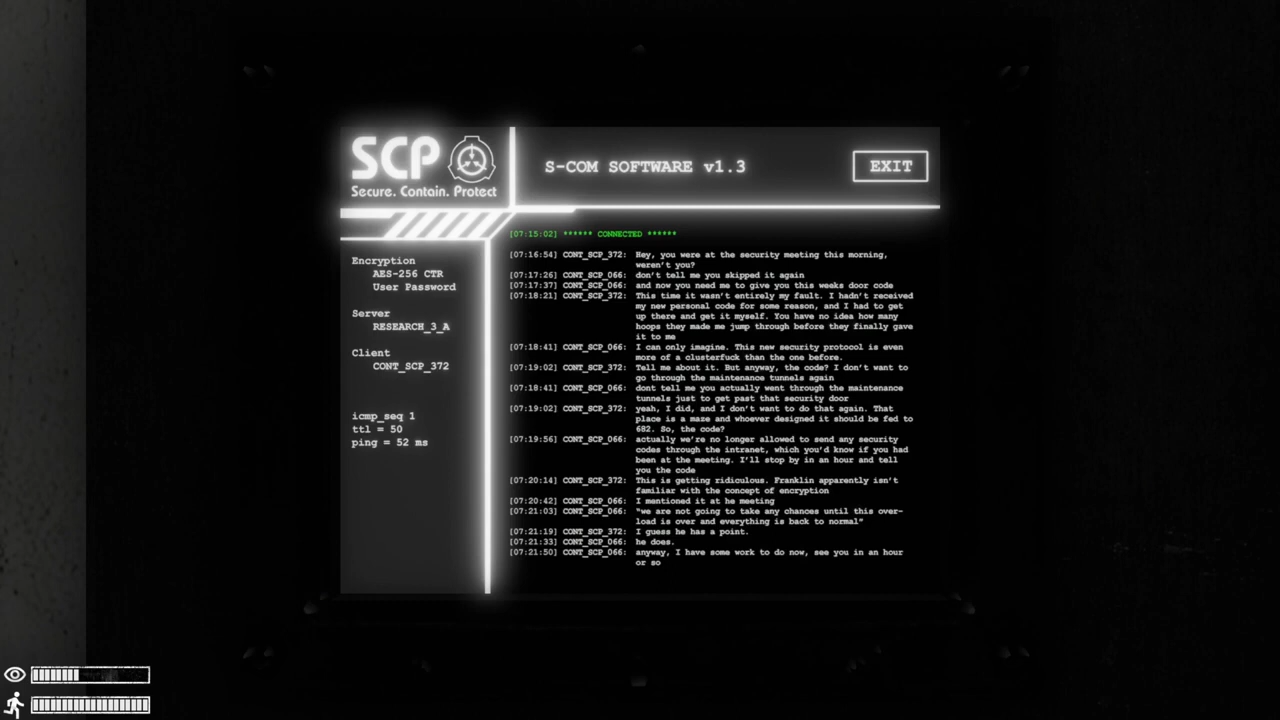 SCP
Secure. Contain. Protect
S-COM SOFTWARE v1.3
EXIT
Encryption
AES-256 CTR
User Password
Server
RESEARCH_3_A
Client
CONT_SCP_372
icmp_seq 1
ttl = 50
ping = 52 ms
[07:15:02] ****** CONNECTED ******
[07:16:54] CONT_SCP_372: Hey, you were at the security meeting this morning,
weren't you?
[07:17:26] CONT_SCP_066: don't tell me you skipped it again
[07:17:37] CONT_SCP_066: and now you need me to give you this weeks door code
[07:18:21] CONT_SCP_372: This time it wasn't entirely my fault. I hadn't received
my new personal code for some reason, and I had to get
up there and get it myself. You have no idea how many
hoops they made me jump through before they finally gave
it to me
[07:18:41] CONT_SCP_066: I can only imagine. This new security protocol is even
more of a clusterfuck than the one before.
[07:19:02] CONT_SCP_372: Tell me about it. But anyway, the code? I don't want to
go through the maintenance tunnels again
[07:18:41] CONT_SCP_066: dont tell me you actually went through the maintenance
tunnels just to get past that security door
[07:19:02] CONT_SCP_372: yeah, I did, and I don't want to do that again. That
place is a maze and whoever designed it should be fed to
682. So, the code?
[07:19:56] CONT_SCP_066: actually we're no longer allowed to send any security
codes through the intranet, which you'd know if you had
been at the meeting. I'll stop by in an hour and tell
you the code
[07:20:14] CONT_SCP_372: This is getting ridiculous. Franklin apparently isn't
familiar with the concept of encryption
[07:20:42] CONT_SCP_066: I mentioned it at he meeting
[07:21:03] CONT_SCP_066: "we are not going to take any chances until this over-
load is over and everything is back to normal"
[07:21:19] CONT_SCP_372: I guess he has a point.
[07:21:33] CONT_SCP_066: he does.
[07:21:50] CONT_SCP_066: anyway, I have some work to do now, see you in an hour
or so